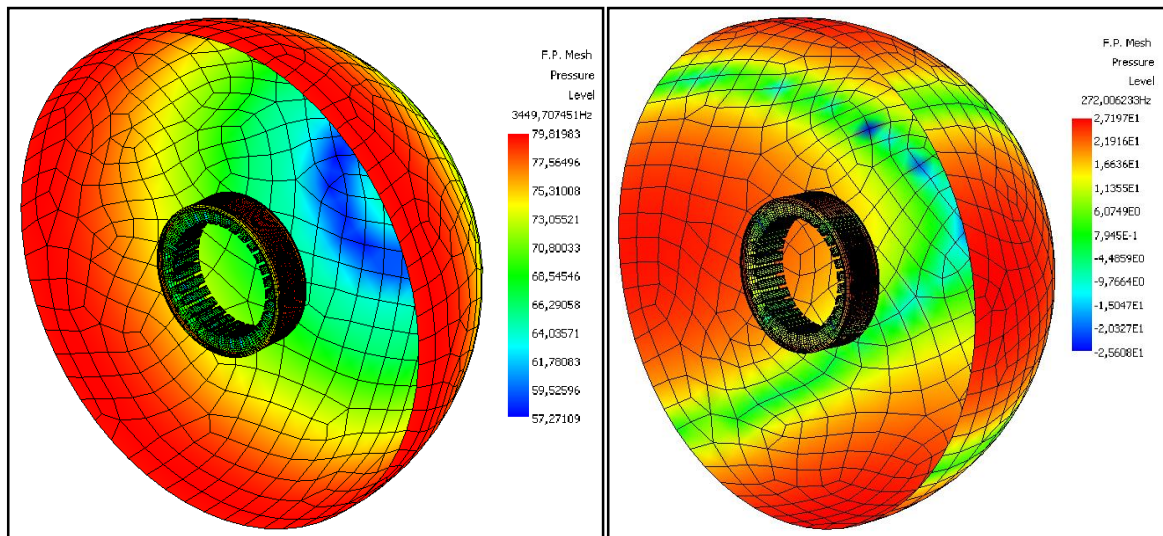 F.P. Mesh
Pressure
Level
3449,707451Hz
79,81983
77,56496
75,31008
73,05521
70,80033
68,54546
66,29058
64,03571
61,78083
59,52596
57,27109
F.P. Mesh
Pressure
Level
272,006233Hz
2,7197E1
2,1916E1
1,6636E1
1,1355E1
6,0749E0
7,945E-1
-4,4859E0
-9,7664E0
-1,5047E1
-2,0327E1
-2,5608E1